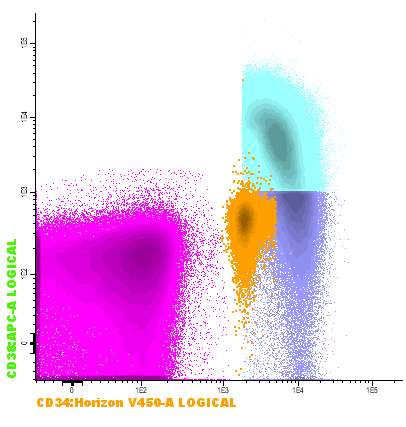 1E5
1E4
1E3
1E2
0
CD38:APC-A LOGICAL
0
1E2
1E3
1E4
1E5
CD34:Horizon V450-A LOGICAL